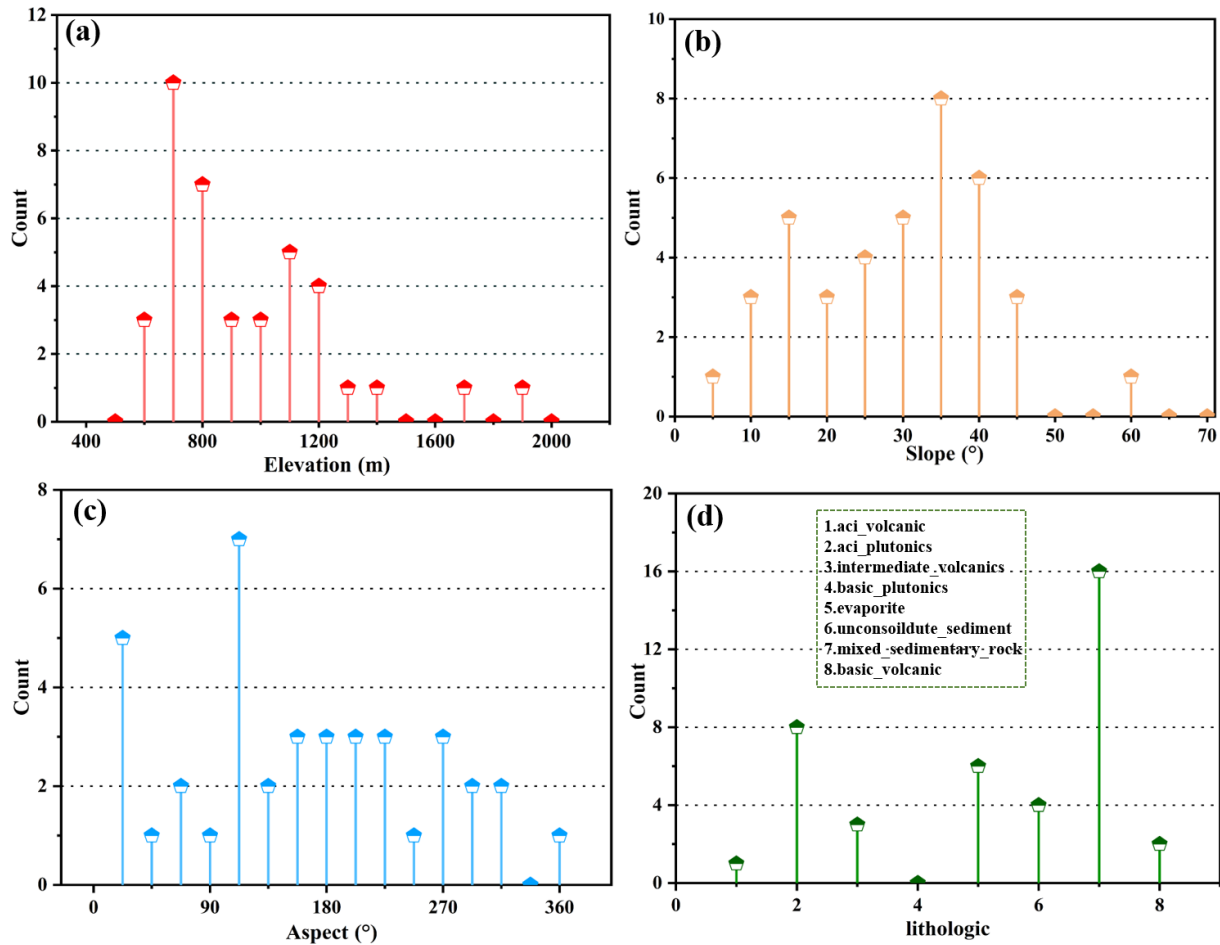 (a)
12
10
8
6
4
2
0
Count
400 800 1200 1600 2000
Elevation (m)
(b)
10
8
6
4
2
0
Count
0 10 20 30 40 50 60 70
Slope (°)
(c)
8
6
4
2
0
Count
0 90 180 270 360
Aspect (°)
(d)
20
16
12
8
4
0
Count
1.aci_volcanic
2.aci_plutonics
3.intermediate_volcanics
4.basic_plutonics
5.evaporite
6.unconsoildute_sediment
7.mixed_sedimentary_rock
8.basic_volcanic
0 2 4 6 8
lithologic